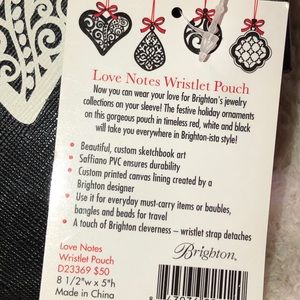 Love Notes Wristlet Pouch
Now you can wear your love for Brighton's jewelry
collections on your sleeve! The festive holiday ornaments
on this gorgeous pouch in timeless red, white and black
will take you everywhere in Brighton-ista style!
• Beautiful, custom sketchbook art
• Saffiano PVC ensures durability
• Custom printed canvas lining created by a
Brighton designer
• Use it for everyday must-carry items or baubles,
bangles and beads for travel
• A touch of Brighton cleverness – wristlet strap detaches
Love Notes
Wristlet Pouch
D23369 $50
8 1/2"w x 5"h
Made in China
Brighton